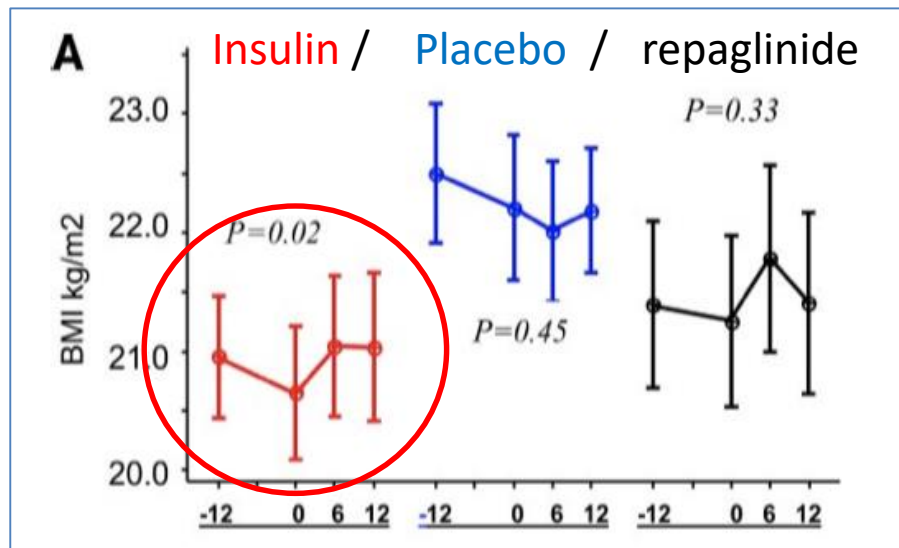 A Insulin / Placebo / repaglinide
P=0.33
23.0
22.0
P=0.02
P=0.45
21.0
20.0
BMI kg/m2
-12 0 6 12 -12 0 6 12 -12 0 6 12